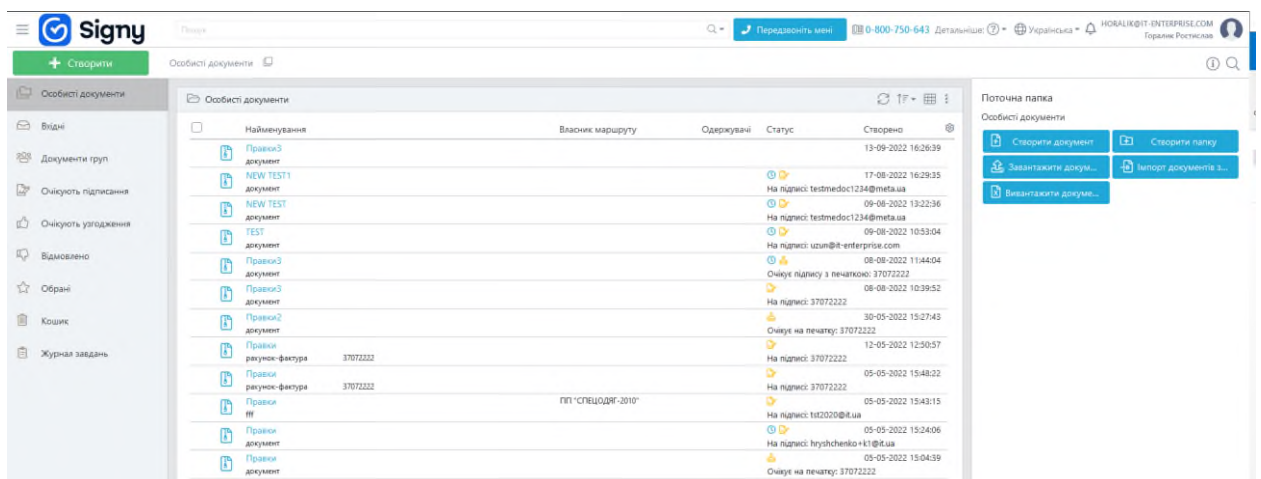 Signy
Пошук
Передзвоніть мені
0-800-750-643 Детальніше:
Українська
HORALIK@IT-ENTERPRISE.COM
Горалик Ростислав
Створити
Особисті документи
Особисті документи
Вхідні
Документи груп
Очікують підписання
Очікують узгодження
Відмовлено
Обрані
Кошик
Журнал завдань
Особисті документи
Найменування Власник маршруту Одержувачі Статус Створено
Правки3 13-09-2022 16:26:39
документ
NEW TEST1 17-08-2022 16:29:35
документ На підписі: testmedoc1234@meta.ua
NEW TEST 09-08-2022 13:22:36
документ На підписі: testmedoc1234@meta.ua
TEST 09-08-2022 10:53:04
документ На підписі: uzun@it-enterprise.com
Правки3 08-08-2022 11:44:04
документ Очікує підпису з печаткою: 37072222
Правки3 08-08-2022 10:39:52
документ На підписі: 37072222
Правки2 30-05-2022 15:27:43
документ Очікує на печатку: 37072222
Правки 12-05-2022 12:50:57
рахунок-фактура 37072222 На підписі: 37072222
Правки 05-05-2022 15:48:22
рахунок-фактура 37072222 На підписі: 37072222
Правки ПП "СПЕЦОДЯГ-2010" 05-05-2022 15:43:15
fff На підписі: tst2020@it.ua
Правки 05-05-2022 15:24:06
документ На підписі: hryshchenko+k1@it.ua
Правки 05-05-2022 15:04:39
документ Очікує на печатку: 37072222
Поточна папка
Особисті документи
Створити документ Створити папку
Завантажити докум... Імпорт документів з...
Вивантажити докуме...